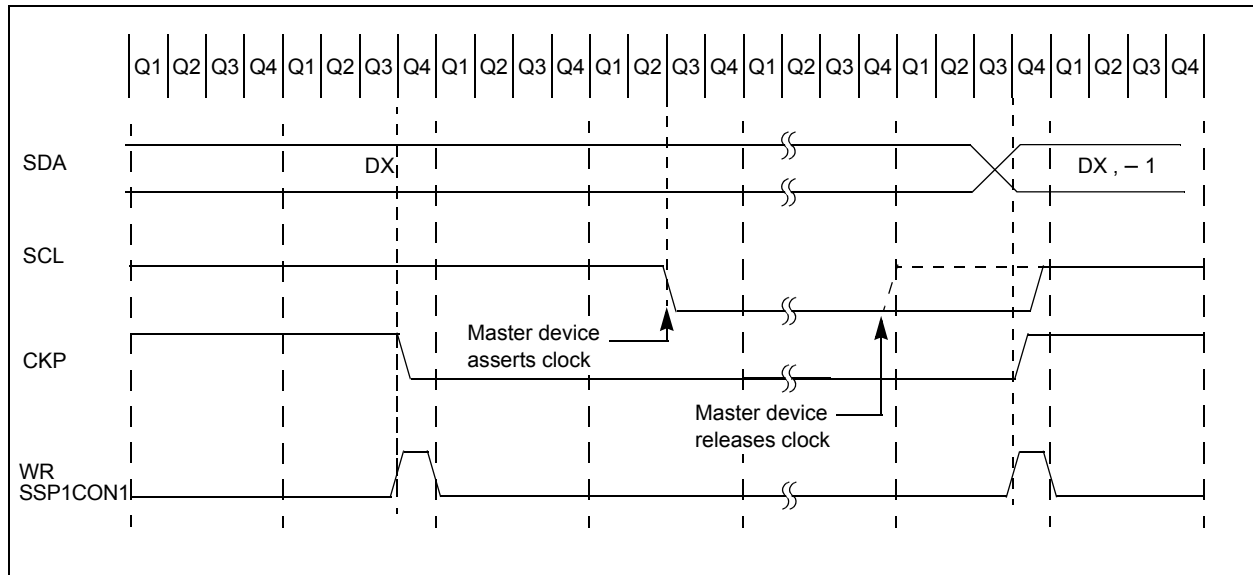 Q1 Q2 Q3 Q4 Q1 Q2 Q3 Q4 Q1 Q2 Q3 Q4 Q1 Q2 Q3 Q4 Q1 Q2 Q3 Q4 Q1 Q2 Q3 Q4 Q1 Q2 Q3 Q4
SDA
DX
DX , – 1
SCL
Master device
asserts clock
CKP
Master device
releases clock
WR
SSP1CON1